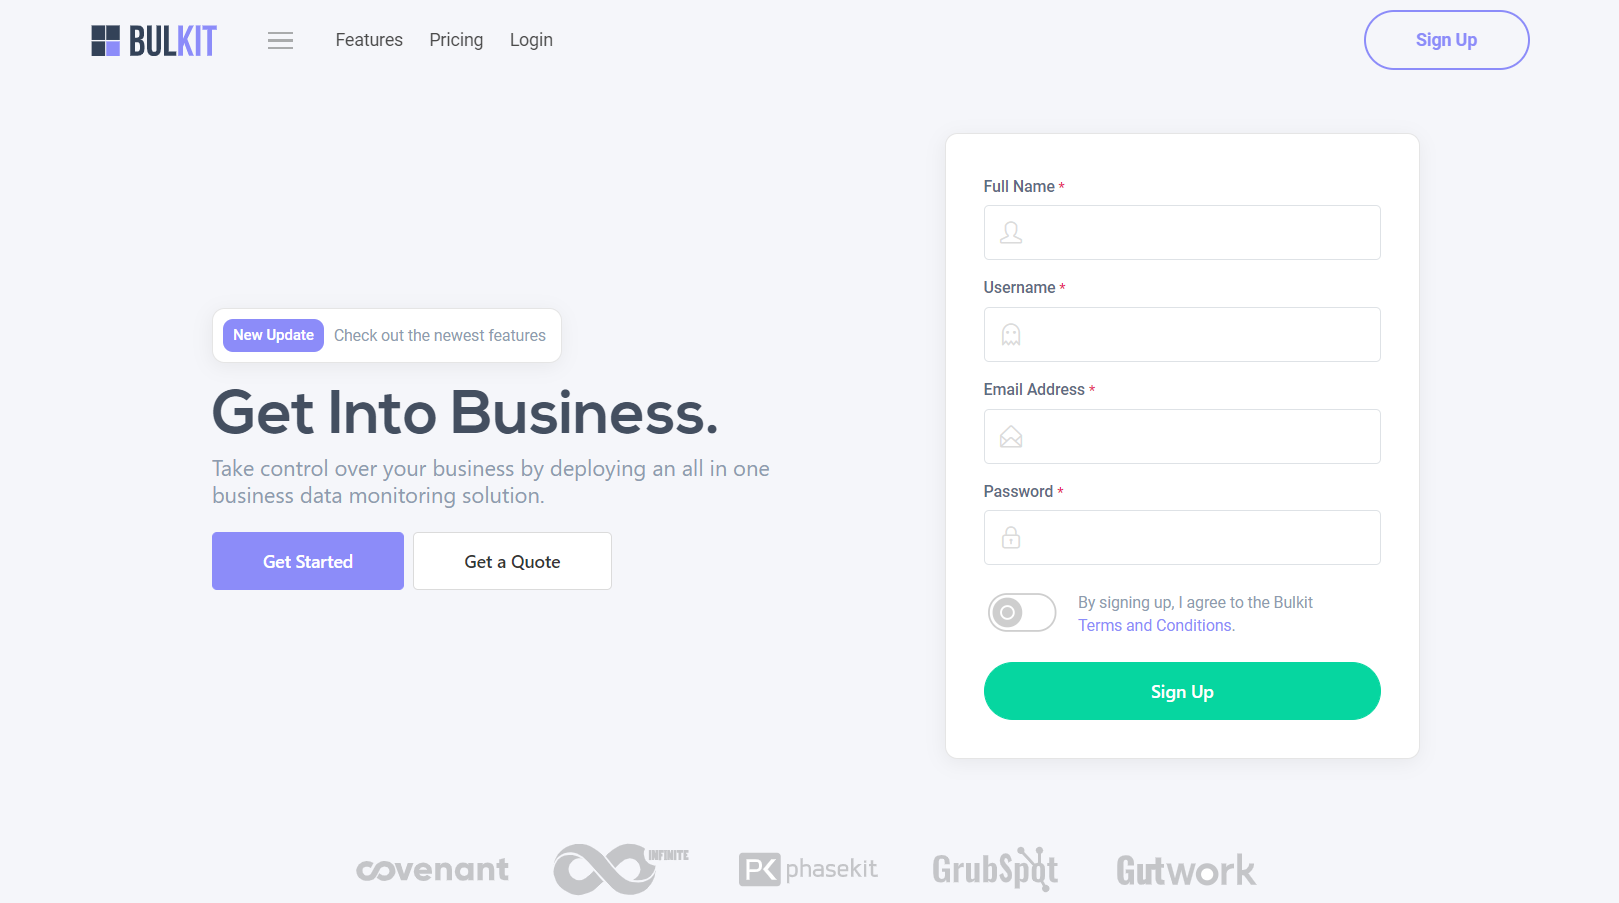 BULKIT
Features Pricing Login
Sign Up
New Update Check out the newest features
Get Into Business.
Take control over your business by deploying an all in one
business data monitoring solution.
Get Started
Get a Quote
Full Name *
Username *
Email Address *
Password *
By signing up, I agree to the Bulkit
Terms and Conditions.
Sign Up
covenant
INFINITE
PK phasekit
GrubSpot
Gutwork